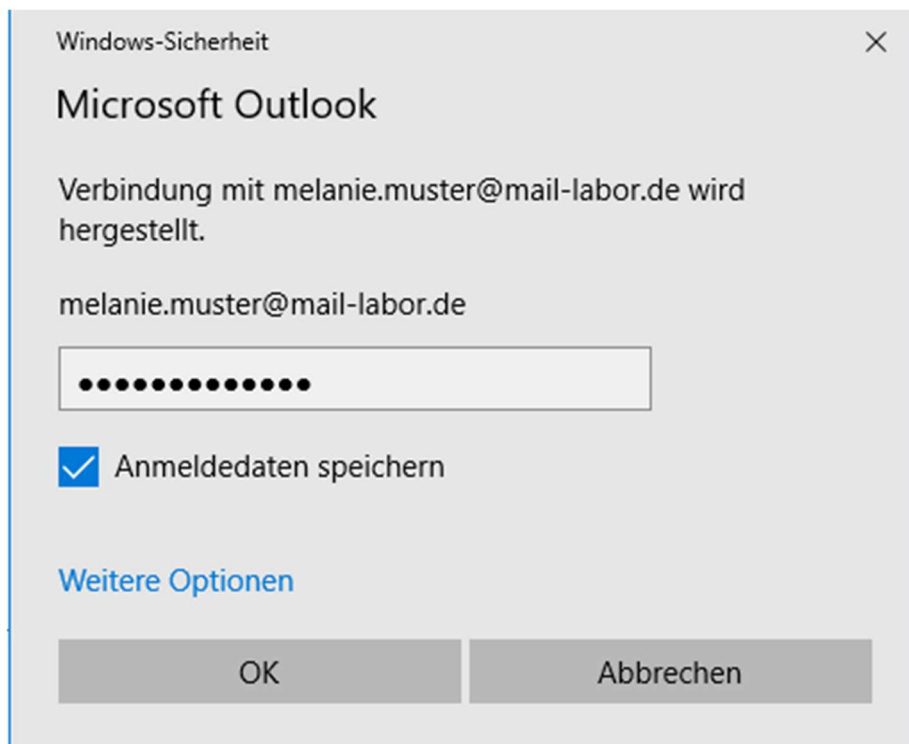 Windows-Sicherheit
Microsoft Outlook
Verbindung mit melanie.muster@mail-labor.de wird
hergestellt.
melanie.muster@mail-labor.de
●●●●●●●●●●●●●
Anmeldedaten speichern
Weitere Optionen
OK
Abbrechen